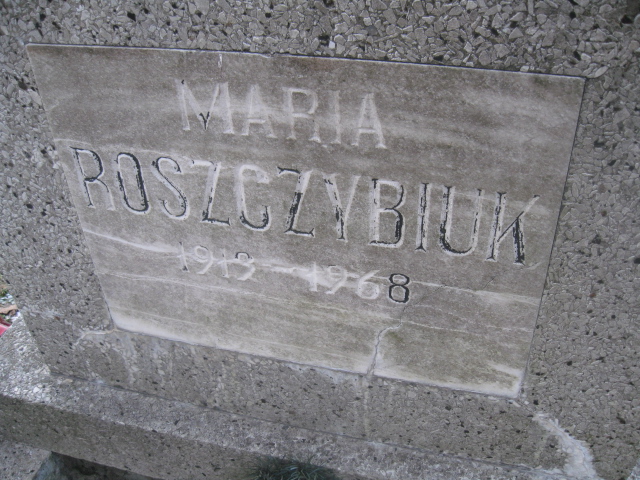 MARIA
ROSZCZYBIUK
1913 – 1968